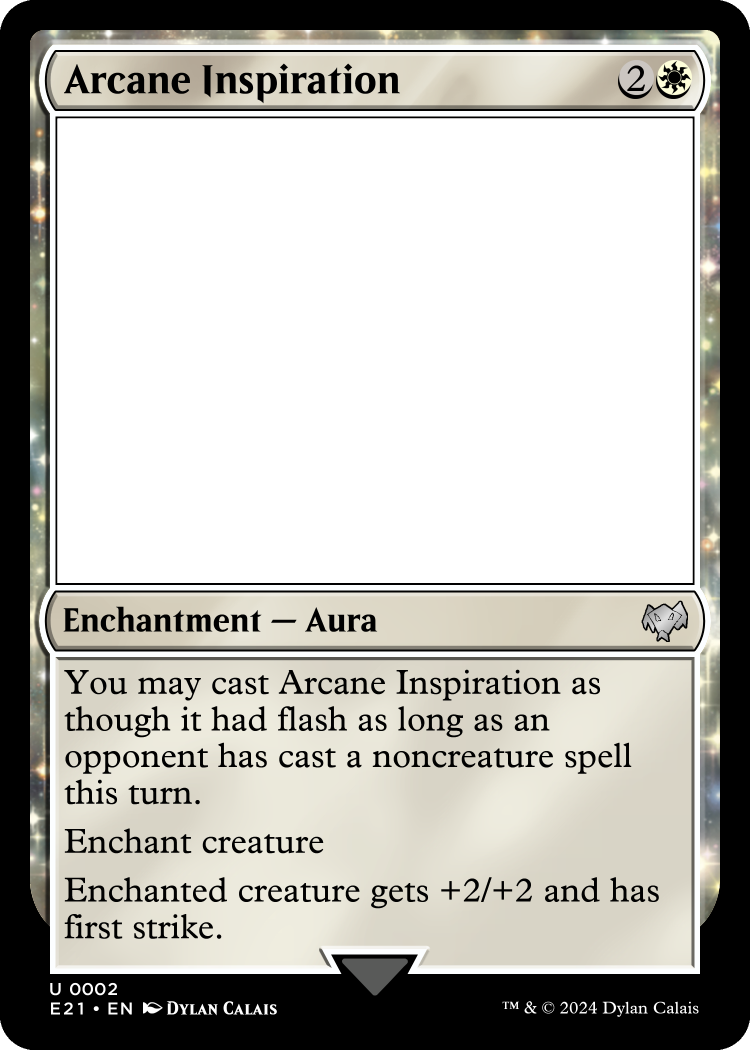 Arcane Inspiration 2
Enchantment — Aura
You may cast Arcane Inspiration as
though it had flash as long as an
opponent has cast a noncreature spell
this turn.
Enchant creature
Enchanted creature gets +2/+2 and has
first strike.
U 0002
E21 • EN DYLAN CALAIS
™ & © 2024 Dylan Calais